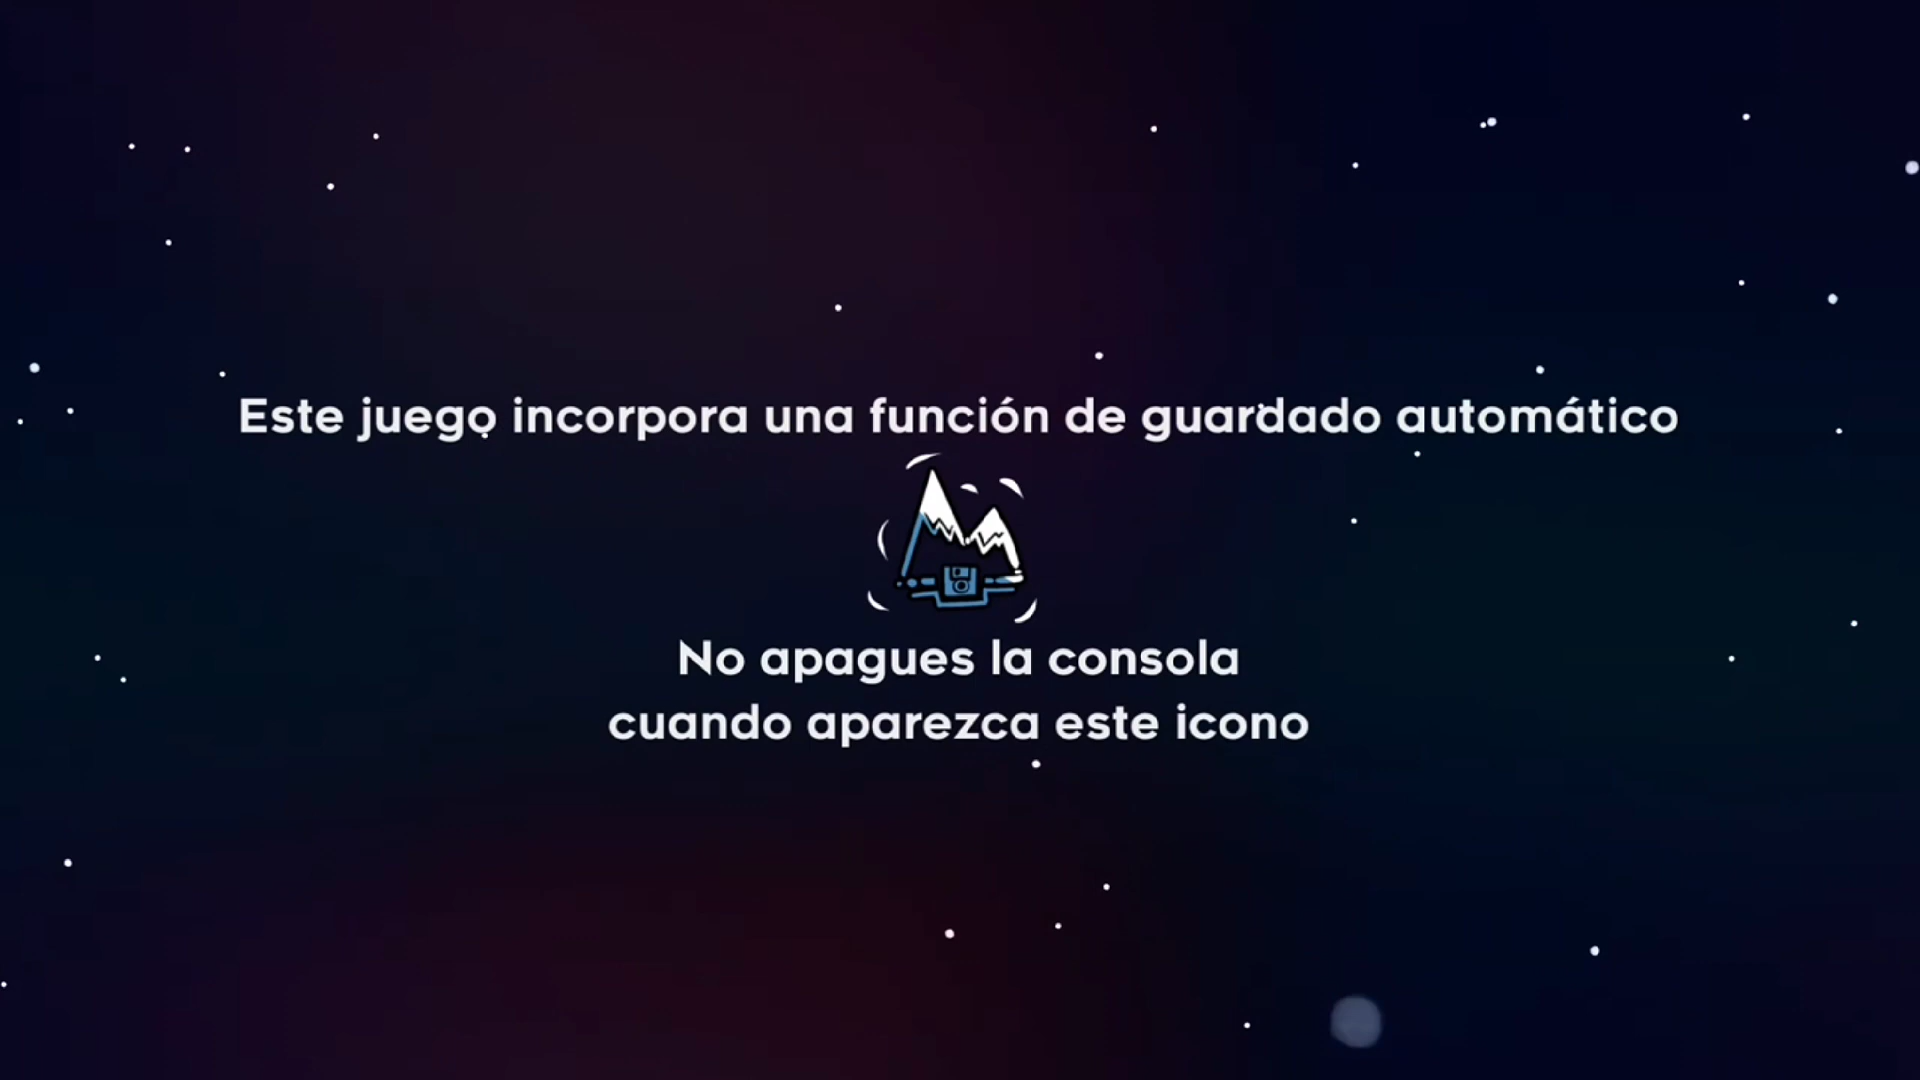 Este juego incorpora una función de guardado automático
No apagues la consola
cuando aparezca este icono